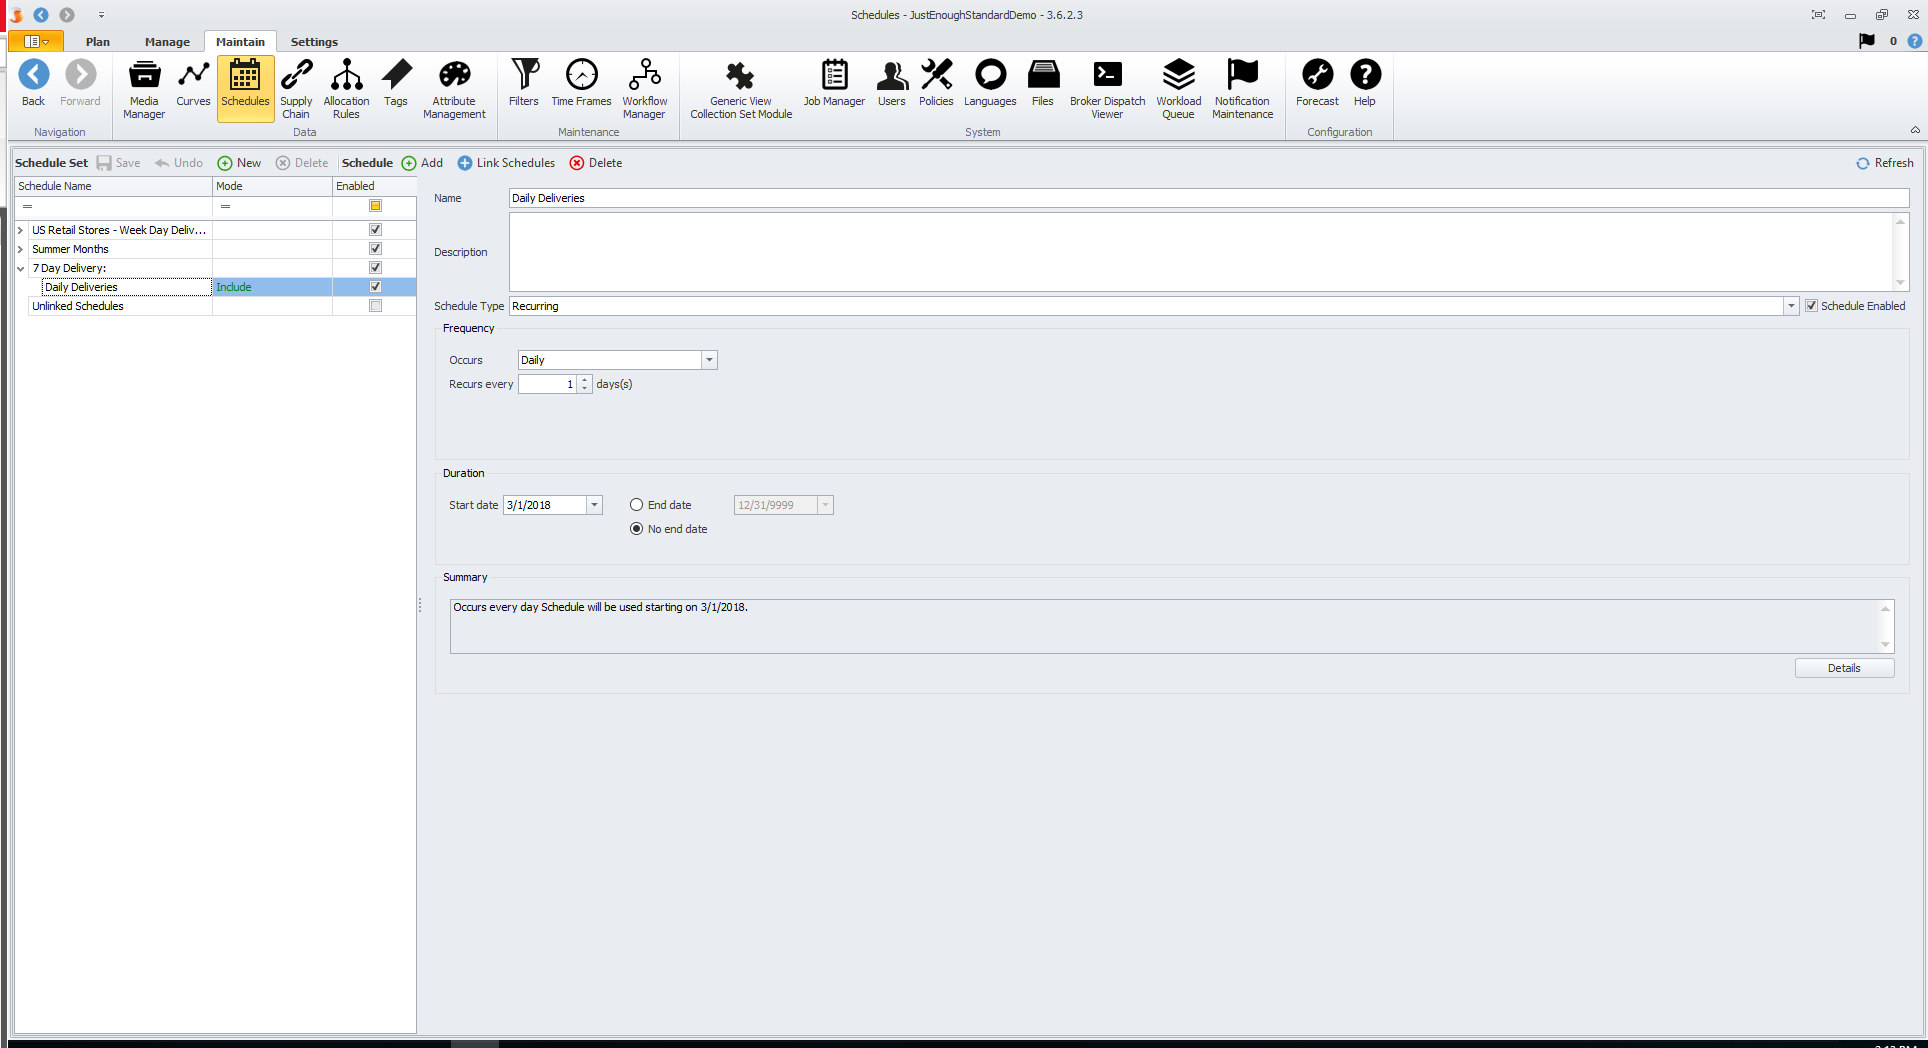 Schedules - JustEnoughStandardDemo - 3.6.2.3
Plan Manage Maintain Settings
0
Back Forward Media Manager Curves Schedules Supply Chain Allocation Rules Tags Attribute Management Filters Time Frames Workflow Manager Generic View Collection Set Module Job Manager Users Policies Languages Files Broker Dispatch Viewer Workload Queue Notification Maintenance Forecast Help
Navigation Data Maintenance System Configuration
Schedule Set Save Undo New Delete Schedule Add Link Schedules Delete Refresh
Schedule Name Mode Enabled
= =
US Retail Stores - Week Day Deliv...
Summer Months
7 Day Delivery:
Daily Deliveries Include
Unlinked Schedules
Name Daily Deliveries
Description
Schedule Type Recurring Schedule Enabled
Frequency
Occurs Daily
Recurs every 1 days(s)
Duration
Start date 3/1/2018 End date 12/31/9999
No end date
Summary
Occurs every day Schedule will be used starting on 3/1/2018.
Details